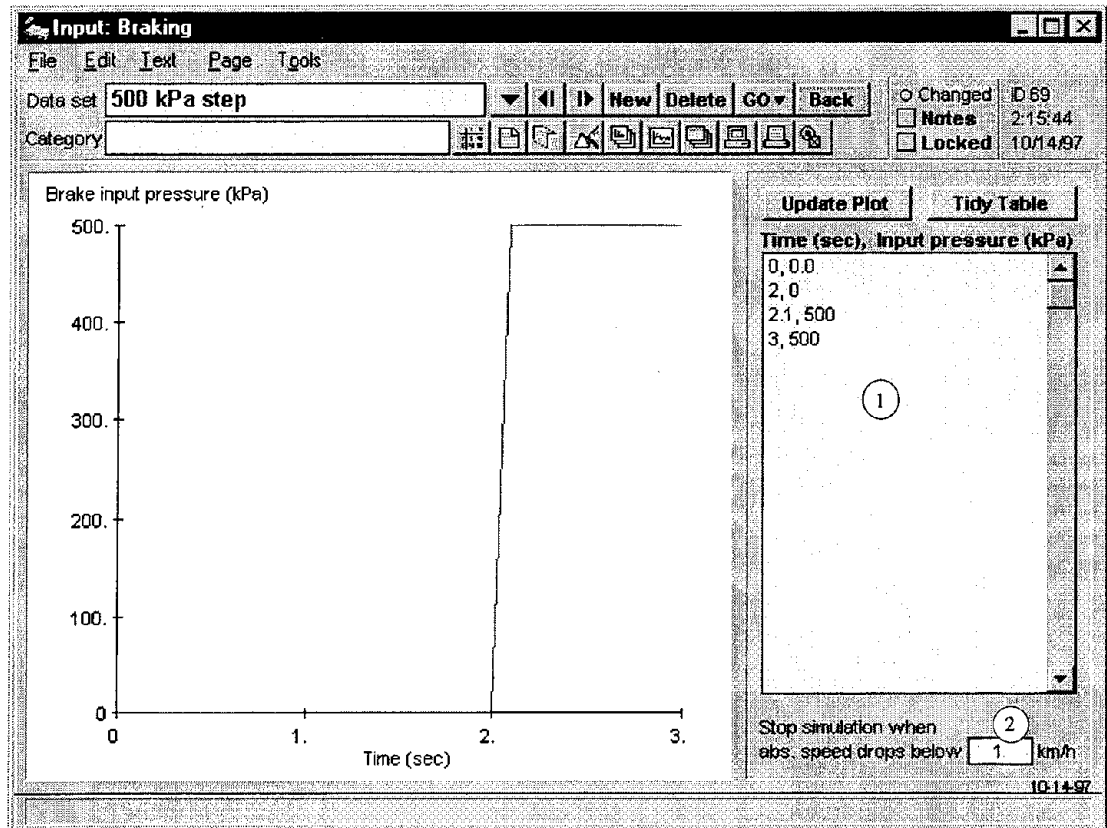 Input: Braking
File Edit Text Page Tools
Data set 500 kPa step New Delete GO Back
Changed ID 69
Notes 2:15:44
Category
Locked 10/14/97
Brake input pressure (kPa)
500.
400.
300.
200.
100.
0
0 1. 2. 3.
Time (sec)
Update Plot Tidy Table
Time (sec), Input pressure (kPa)
0, 0.0
2, 0
2.1, 500
3, 500
1
2
Stop simulation when
abs. speed drops below 1. km/h
10-14-97